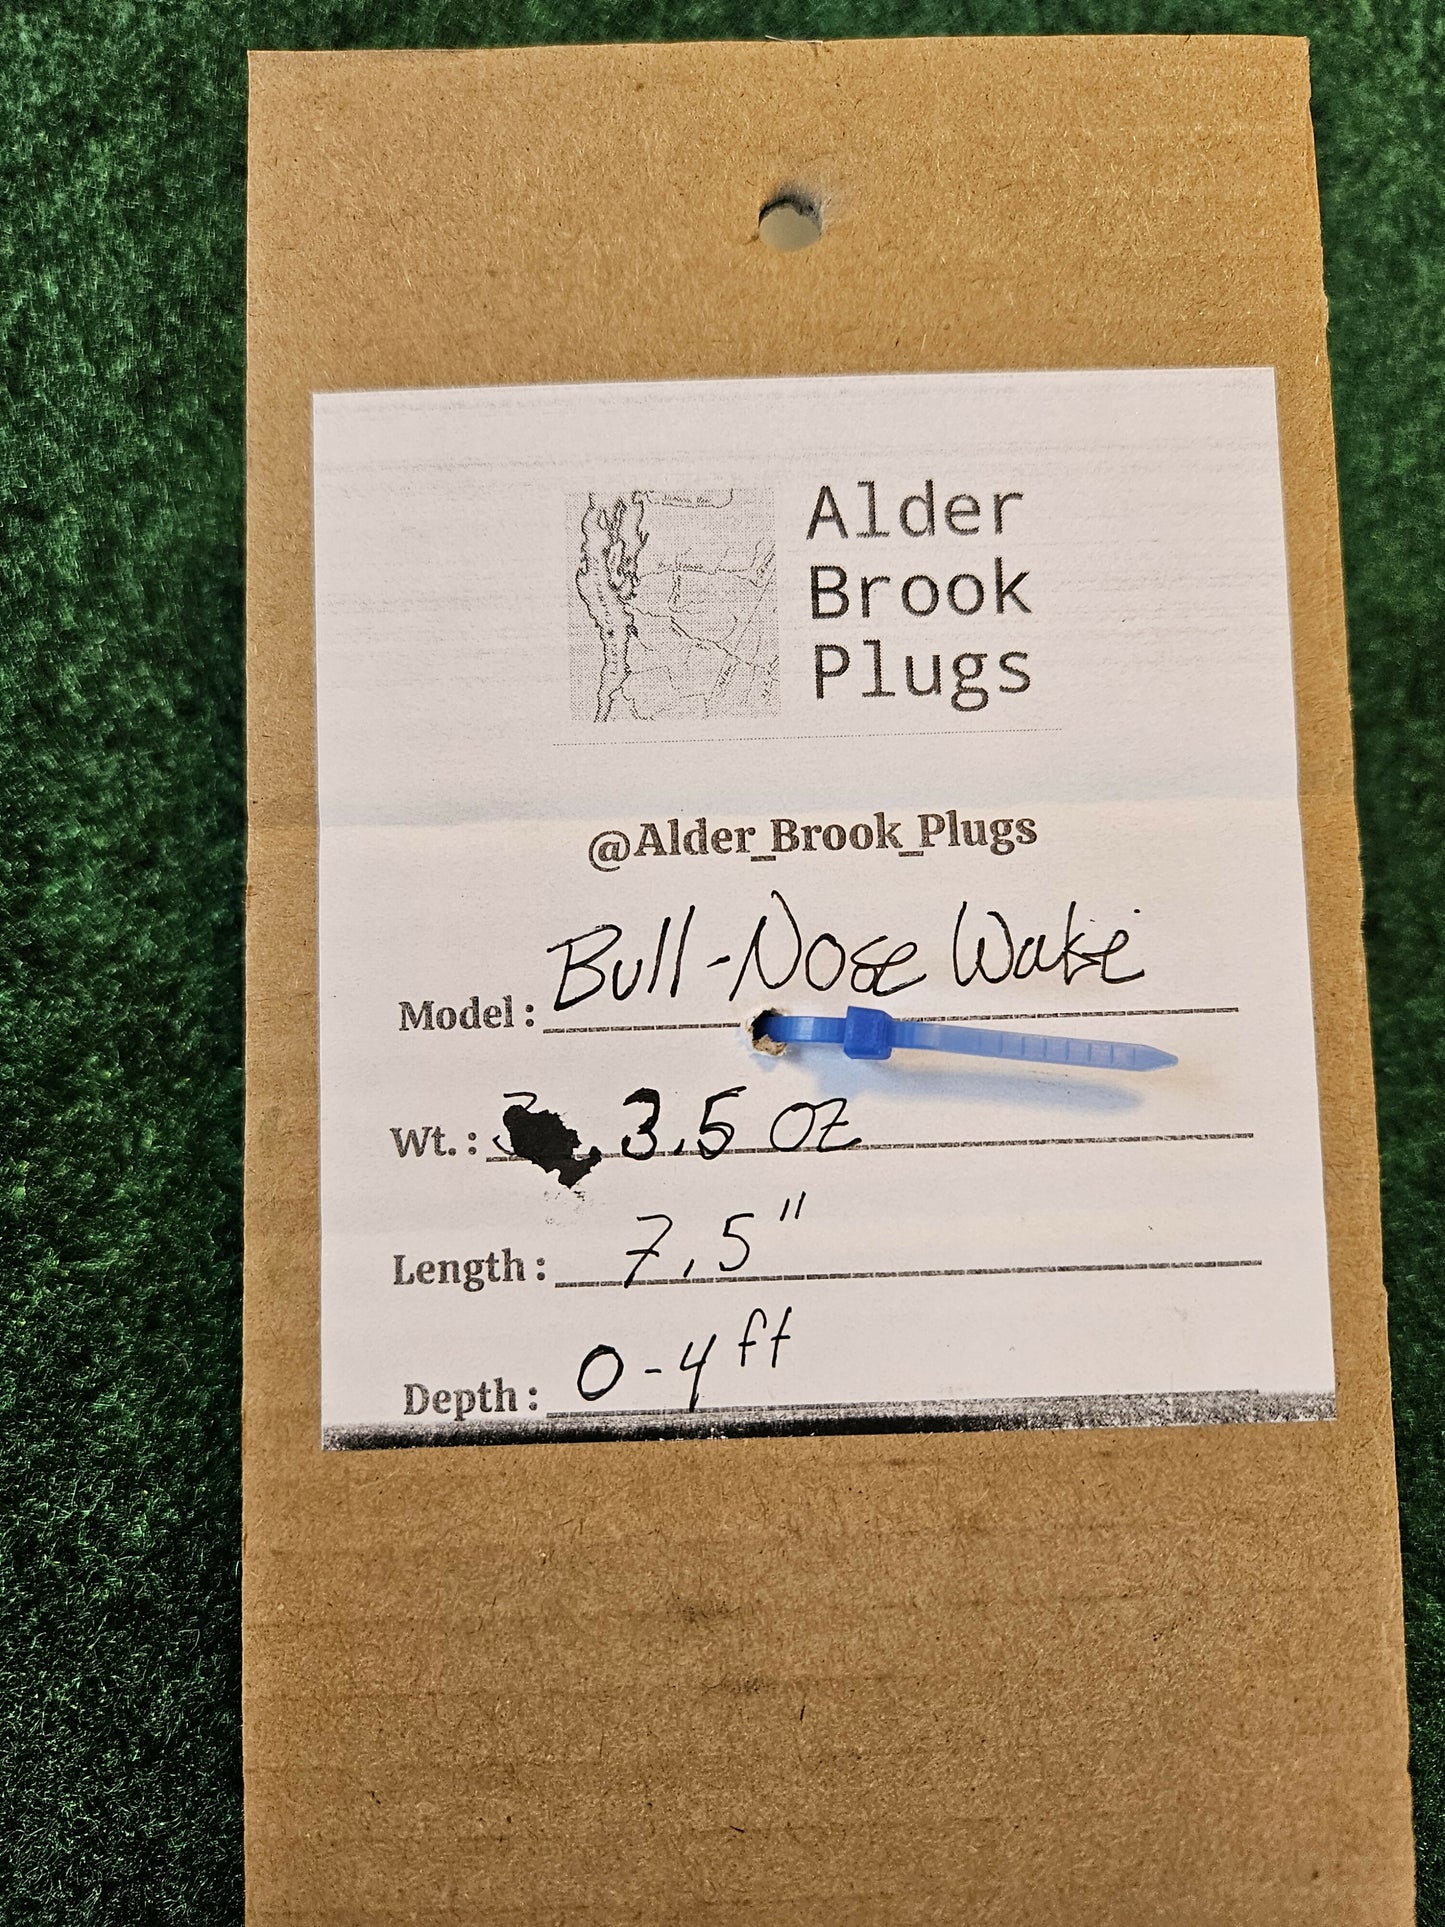 Alder
Brook
Plugs
@Alder_Brook_Plugs
Model: Bull-Nose Wake
Wt.: 3.5 oz
Length: 7.5"
Depth: 0-4 ft